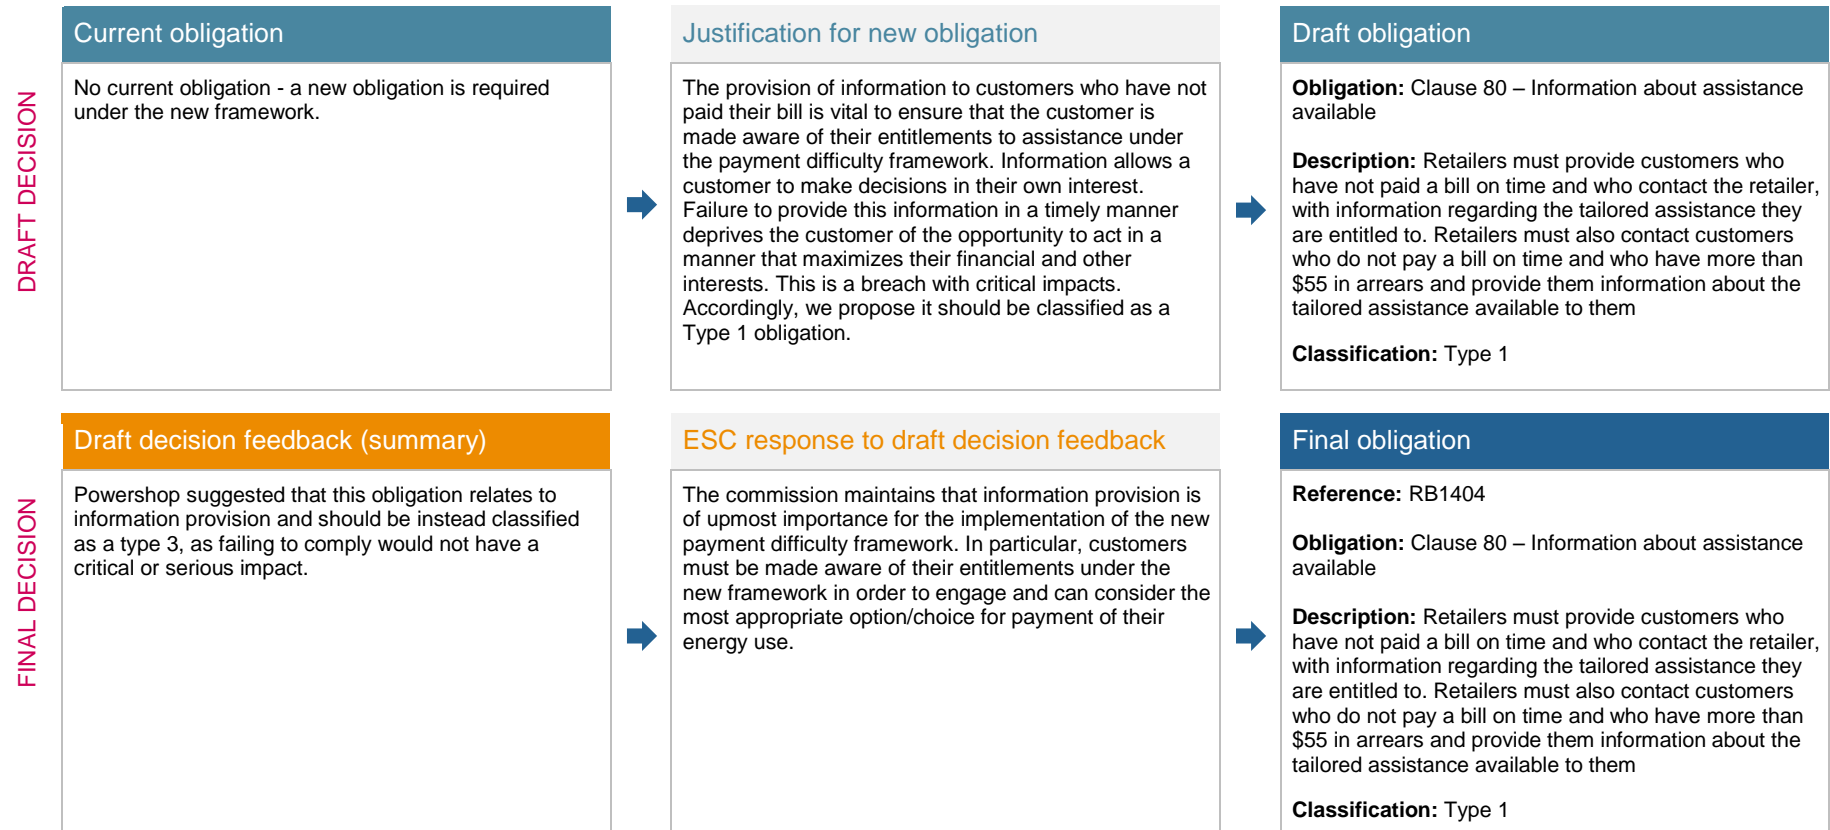 DRAFT DECISION
Current obligation
No current obligation - a new obligation is required
under the new framework.
Justification for new obligation
The provision of information to customers who have not
paid their bill is vital to ensure that the customer is
made aware of their entitlements to assistance under
the payment difficulty framework. Information allows a
customer to make decisions in their own interest.
Failure to provide this information in a timely manner
deprives the customer of the opportunity to act in a
manner that maximizes their financial and other
interests. This is a breach with critical impacts.
Accordingly, we propose it should be classified as a
Type 1 obligation.
Draft obligation
Obligation: Clause 80 – Information about assistance
available
Description: Retailers must provide customers who
have not paid a bill on time and who contact the retailer,
with information regarding the tailored assistance they
are entitled to. Retailers must also contact customers
who do not pay a bill on time and who have more than
$55 in arrears and provide them information about the
tailored assistance available to them
Classification: Type 1
FINAL DECISION
Draft decision feedback (summary)
Powershop suggested that this obligation relates to
information provision and should be instead classified
as a type 3, as failing to comply would not have a
critical or serious impact.
ESC response to draft decision feedback
The commission maintains that information provision is
of upmost importance for the implementation of the new
payment difficulty framework. In particular, customers
must be made aware of their entitlements under the
new framework in order to engage and can consider the
most appropriate option/choice for payment of their
energy use.
Final obligation
Reference: RB1404
Obligation: Clause 80 – Information about assistance
available
Description: Retailers must provide customers who
have not paid a bill on time and who contact the retailer,
with information regarding the tailored assistance they
are entitled to. Retailers must also contact customers
who do not pay a bill on time and who have more than
$55 in arrears and provide them information about the
tailored assistance available to them
Classification: Type 1